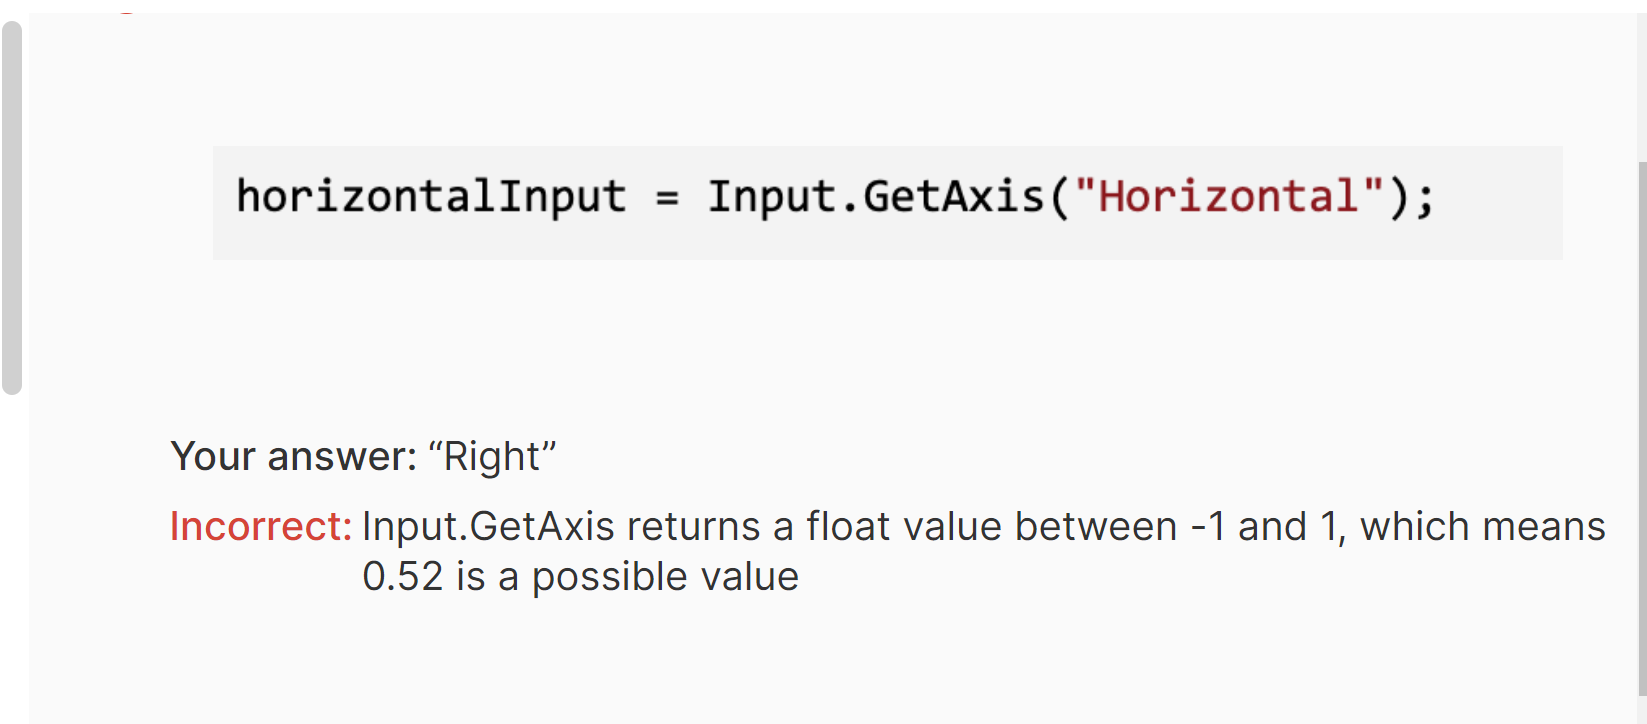 horizontalInput = Input.GetAxis("Horizontal");
Your answer: “Right”
Incorrect: Input.GetAxis returns a float value between -1 and 1, which means
0.52 is a possible value